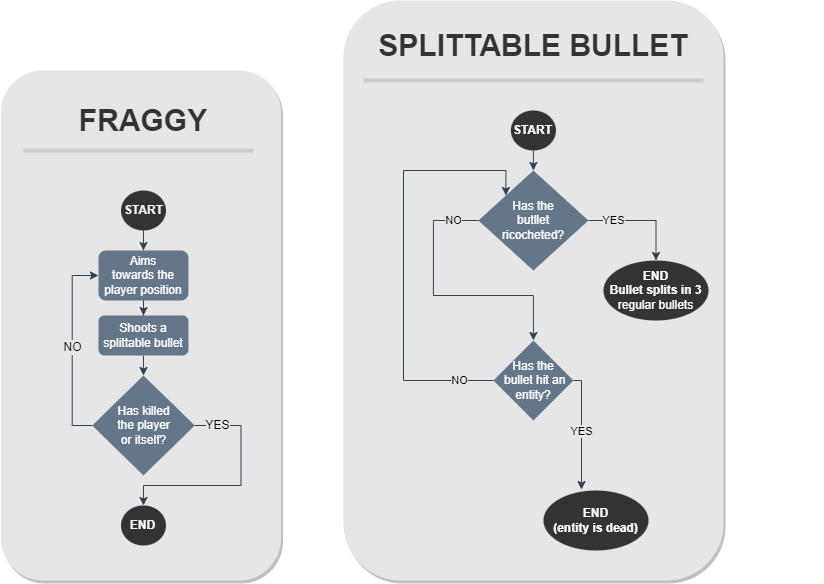 FRAGGY
START
Aims
towards the
player position
Shoots a
splittable bullet
NO
Has killed
the player
or itself?
YES
END
SPLITTABLE BULLET
START
Has the
butllet
ricocheted?
NO
YES
END
Bullet splits in 3
regular bullets
Has the
bullet hit an
entity?
NO
YES
END
(entity is dead)